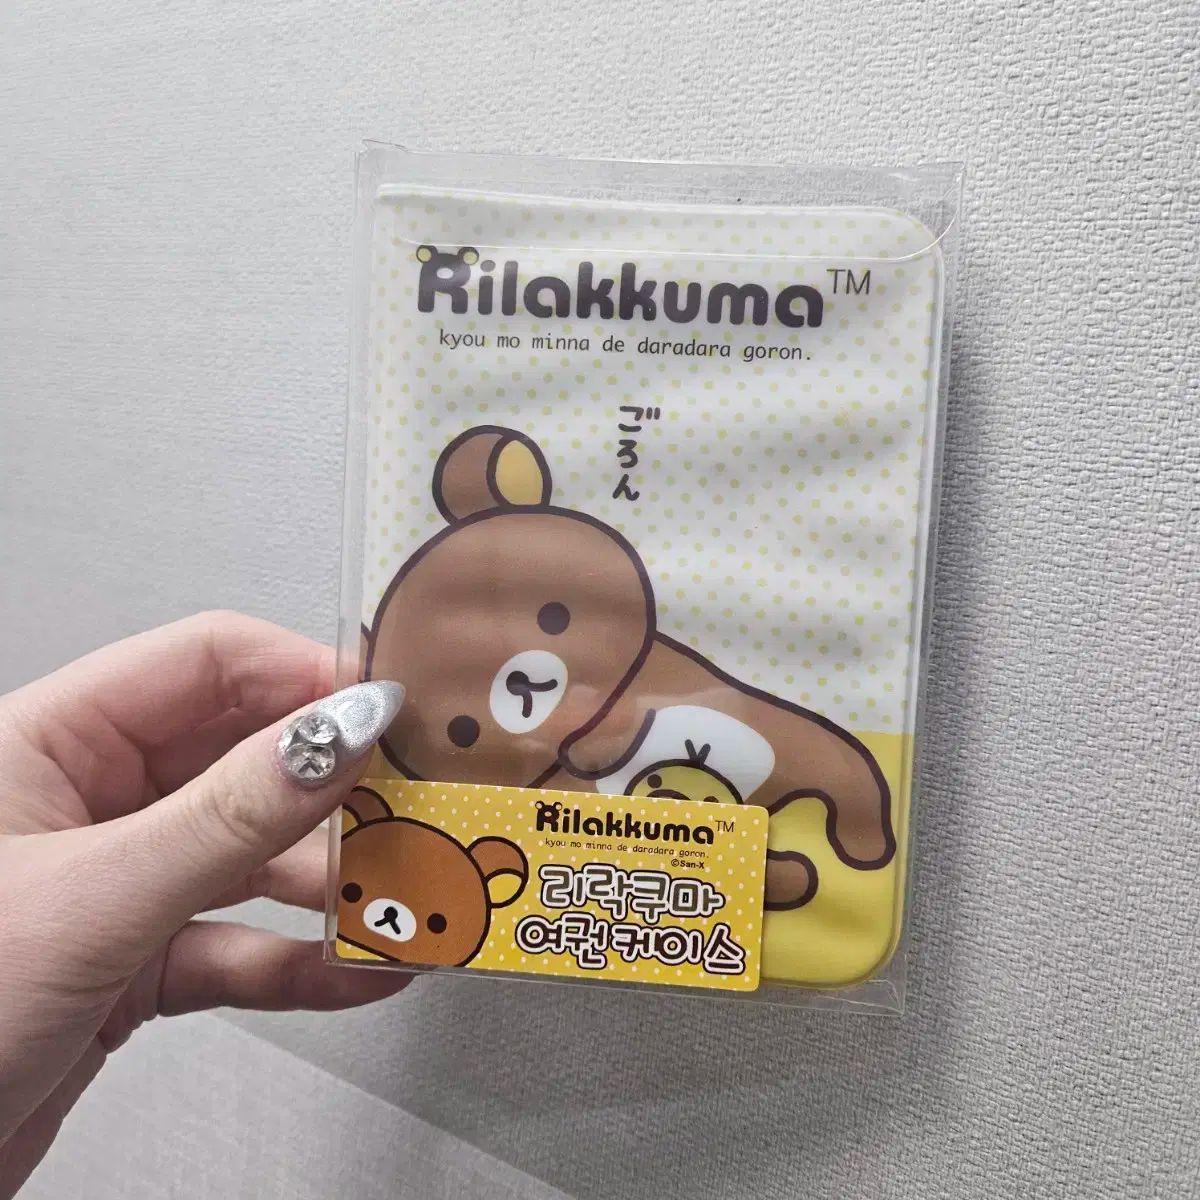 Rilakkuma™
kyou mo minna de daradara goron.
ごろん
Rilakkuma™
kyou mo minna de daradara goron.
©San-X
리락쿠마
여권케이스